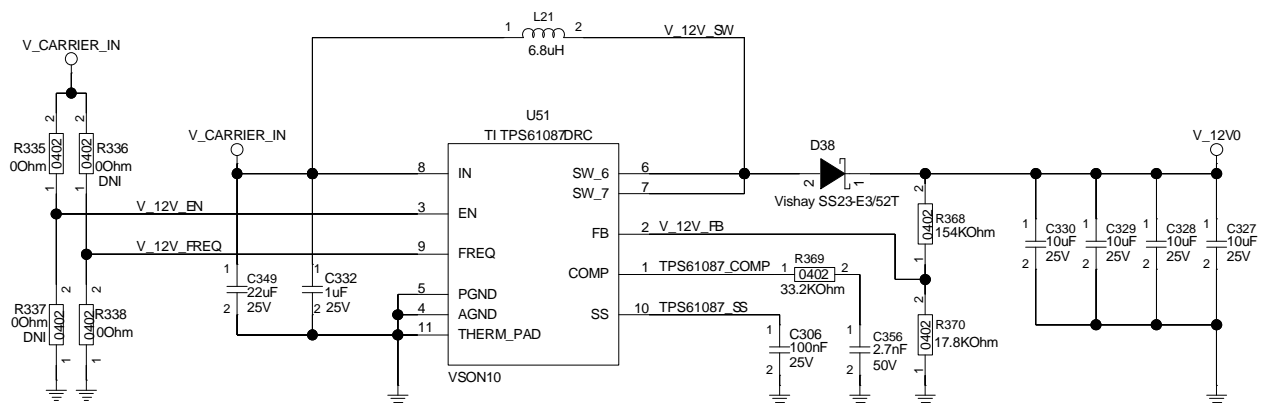 L21
1
2
V_12V_SW
6.8uH
V_CARRIER_IN
U51
TI TPS61087DRC
2
2
R335
0Ohm
0402
0402
R336
0Ohm
DNI
1
1
V_CARRIER_IN
V_12V0
D38
2
1
Vishay SS23-E3/52T
8
IN
SW_6
6
SW_7
7
V_12V_EN
3
EN
FB
2
V_12V_FB
V_12V_FREQ
9
FREQ
COMP
1
TPS61087_COMP
R369
1
0402
2
33.2KOhm
5
PGND
4
AGND
SS
10
TPS61087_SS
11
THERM_PAD
VSON10
2
0402
R368
154KOhm
1
1
C330
10uF
25V
2
1
C329
10uF
25V
2
1
C328
10uF
25V
2
1
C327
10uF
25V
2
1
C349
22uF
25V
2
1
C332
1uF
25V
2
2
2
R337
0Ohm
DNI
0402
0402
R338
0Ohm
1
1
1
C306
100nF
25V
2
1
C356
2.7nF
50V
2
2
0402
R370
17.8KOhm
1